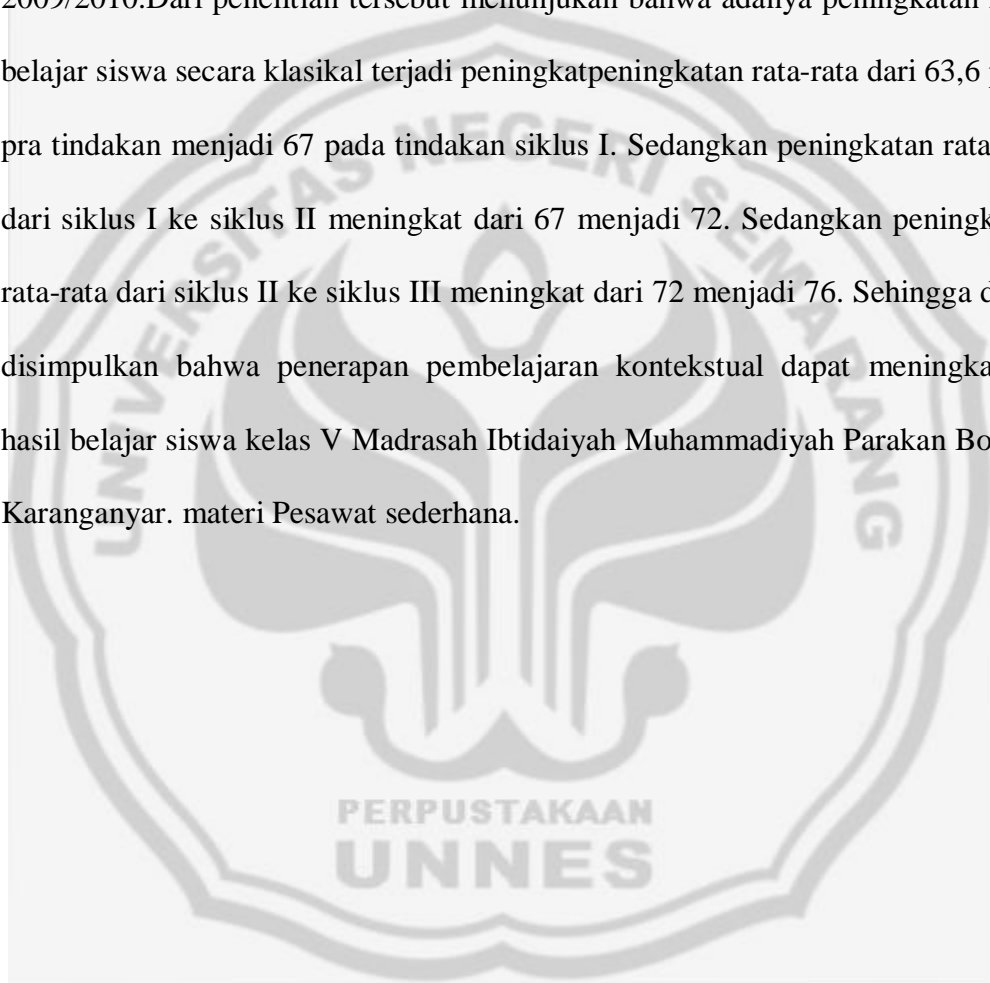 2009/2010.Dari penelitian tersebut menunjukan bahwa adanya peningkatan
belajar siswa secara klasikal terjadi peningkatpeningkatan rata-rata dari 63,6
pra tindakan menjadi 67 pada tindakan siklus I. Sedangkan peningkatan rata
dari siklus I ke siklus II meningkat dari 67 menjadi 72. Sedangkan peningk
rata-rata dari siklus II ke siklus III meningkat dari 72 menjadi 76. Sehingga d
disimpulkan bahwa penerapan pembelajaran kontekstual dapat meningka
hasil belajar siswa kelas V Madrasah Ibtidaiyah Muhammadiyah Parakan Bo
Karanganyar. materi Pesawat sederhana.
UNIVERSITAS NEGERI SEMARANG
PERPUSTAKAAN
UNNES